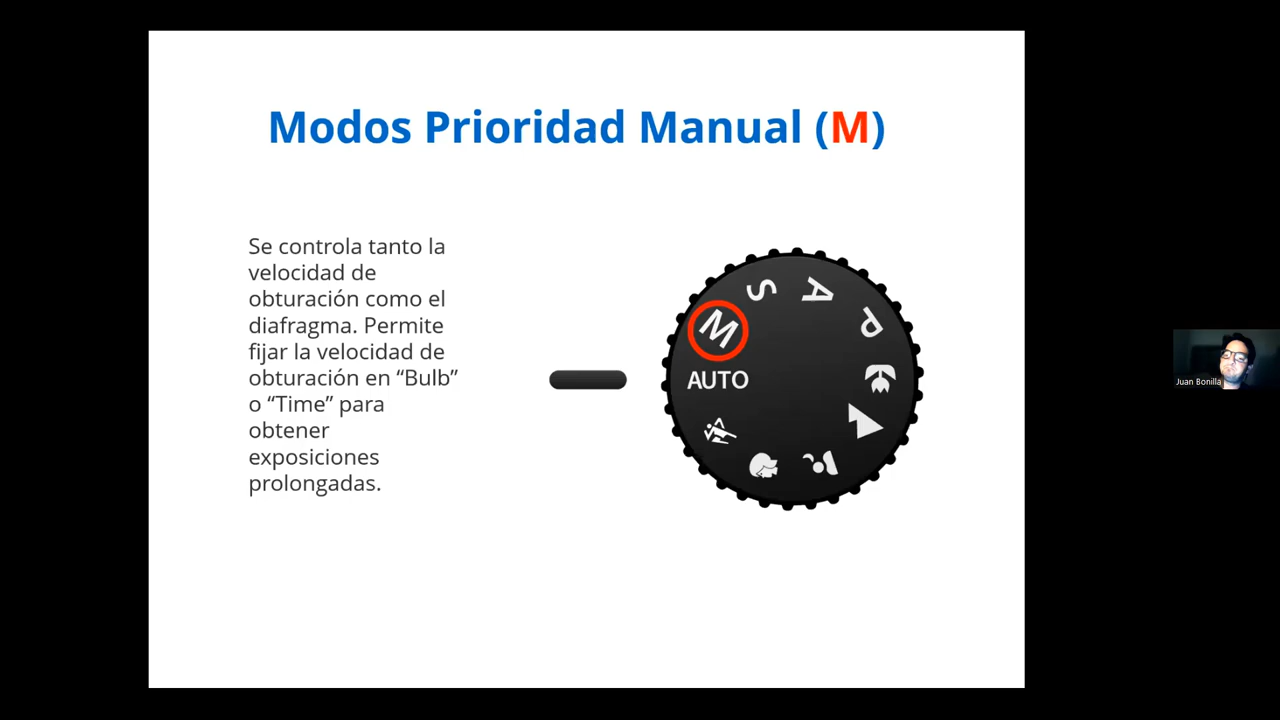 Modos Prioridad Manual (M)
Se controla tanto la
velocidad de
obturación como el
diafragma. Permite
fijar la velocidad de
obturación en “Bulb”
o “Time” para
obtener
exposiciones
prolongadas.
S
A
P
M
AUTO
Juan Bonilla